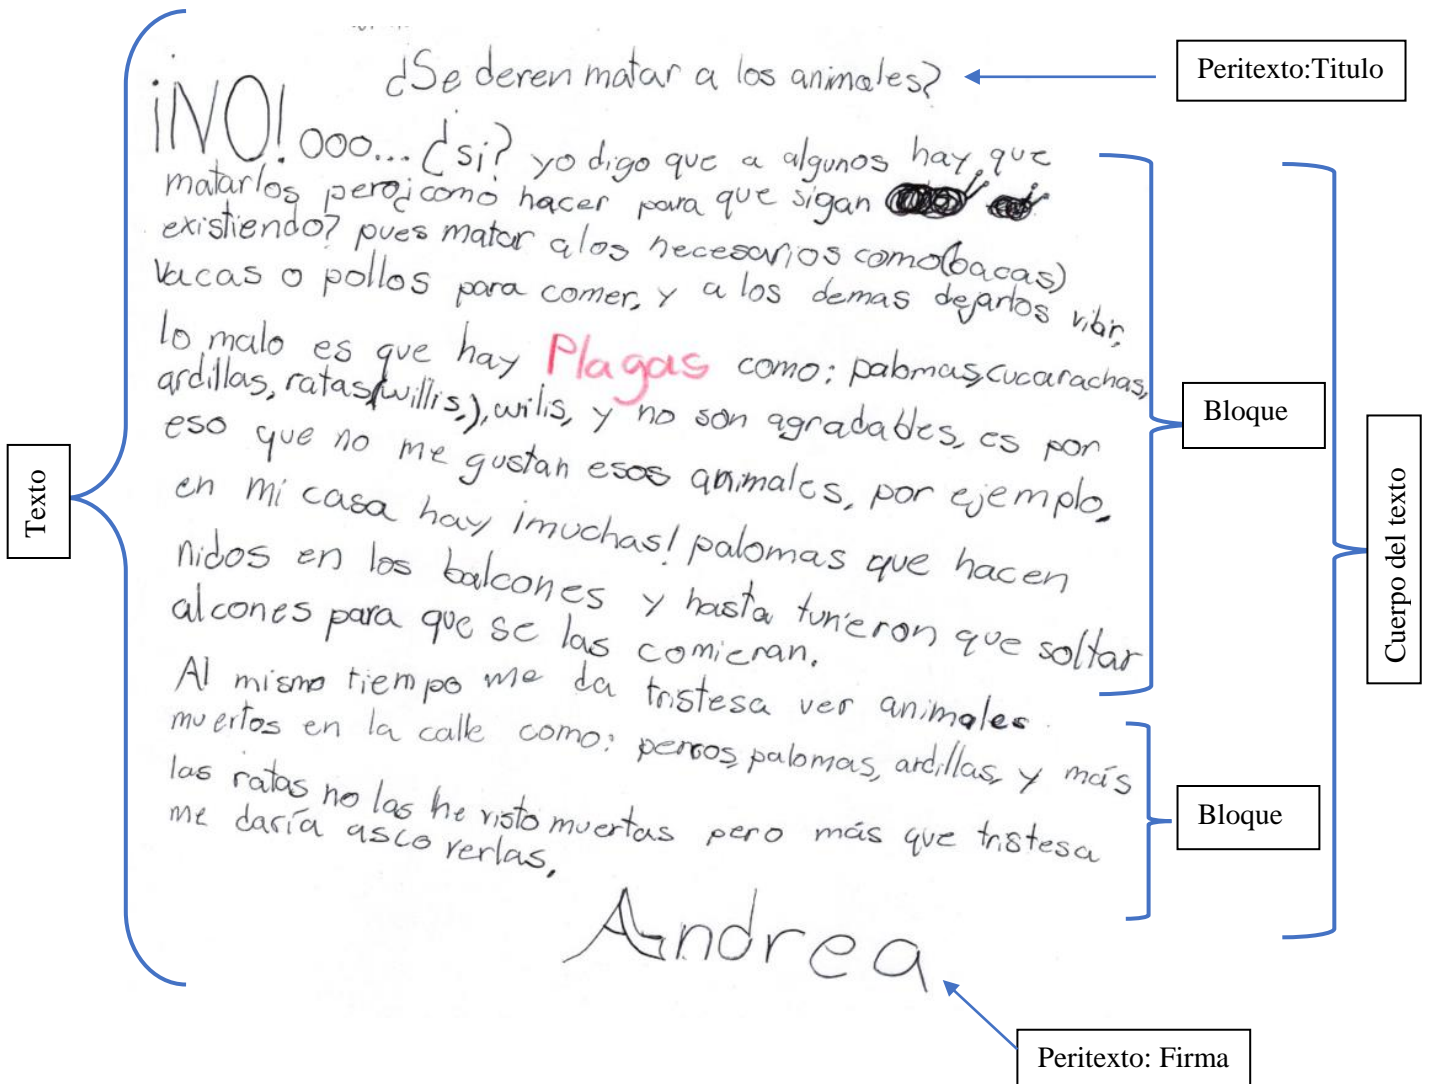 ¿Se deren matar a los animales?
Peritexto:Titulo
¡NO!.ooo... ¿si? yo digo que a algunos hay que
matarlos pero¿como hacer para que sigan
existiendo? pues matar a los necesarios como(bacas)
vacas o pollos para comer, y a los demas dejarlos vibir,
lo malo es que hay Plagas como: palomas,cucarachas,
ardillas, ratas(willis,),wilis, y no son agradables, es por
eso que no me gustan esos animales, por ejemplo,
en mi casa hay ¡muchas! palomas que hacen
nidos en los balcones y hasta tuvieron que soltar
alcones para que se las comieran.
Al mismo tiempo me da tristesa ver animales
muertos en la calle como: perros, palomas, ardillas, y más
las ratas no las he visto muertas pero más que tristesa
me daría asco verlas.
Andrea
Texto
Bloque
Bloque
Cuerpo del texto
Peritexto: Firma